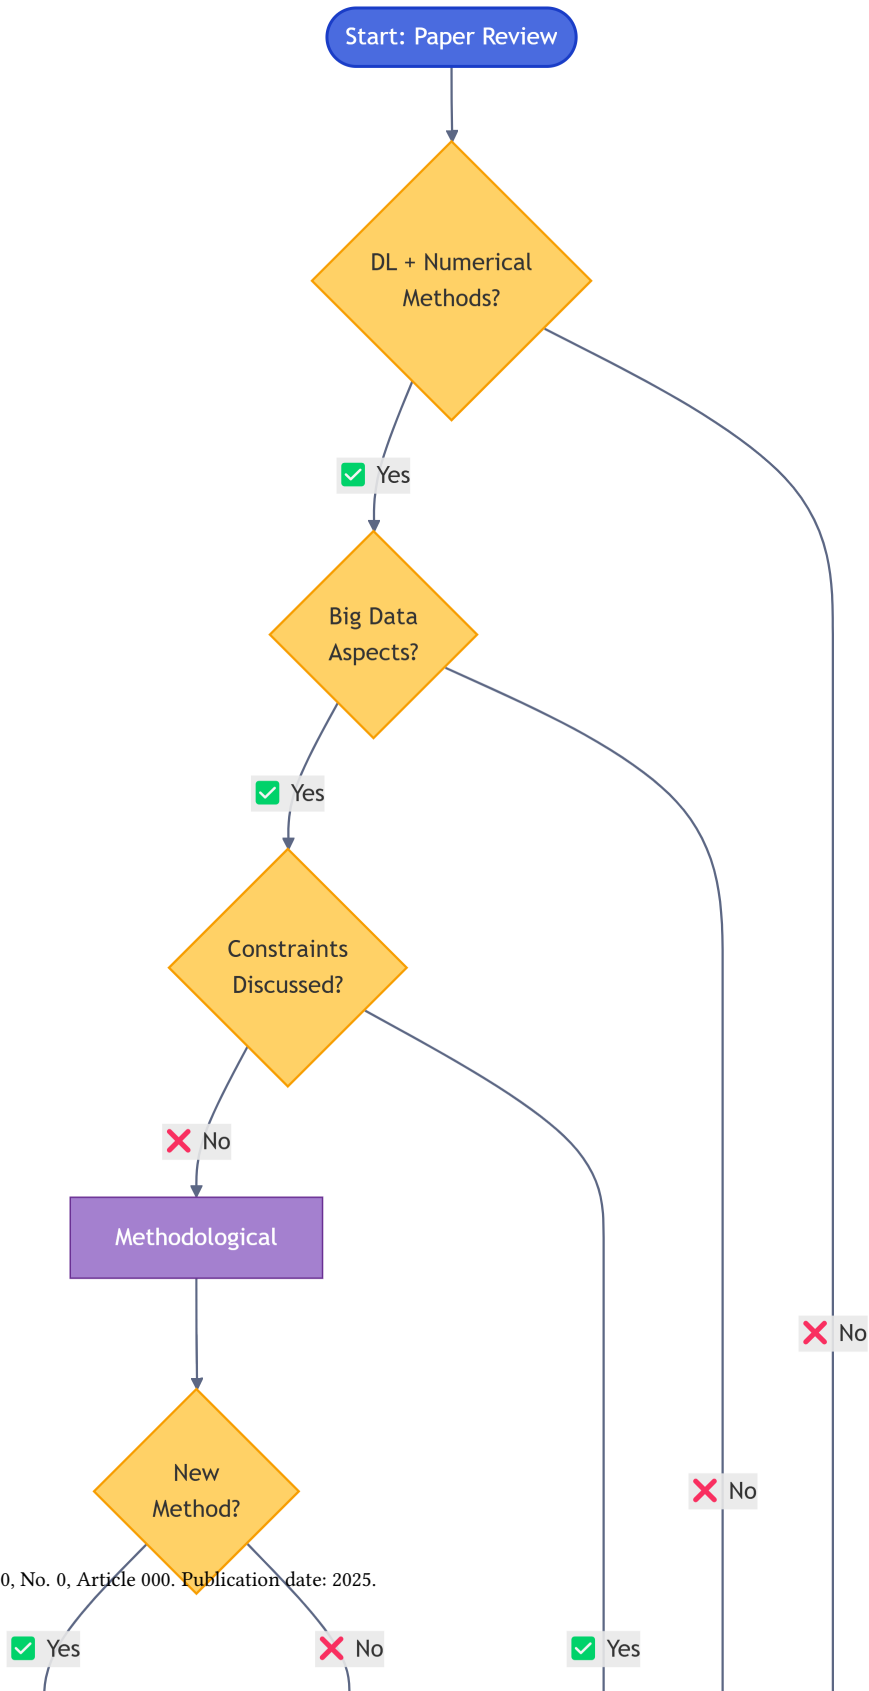 Start: Paper Review
DL + Numerical
Methods?
Yes
Big Data
Aspects?
Yes
Constraints
Discussed?
No
Methodological
No
New
Method?
No
0, No. 0, Article 000. Publication date: 2025.
Yes
No
Yes